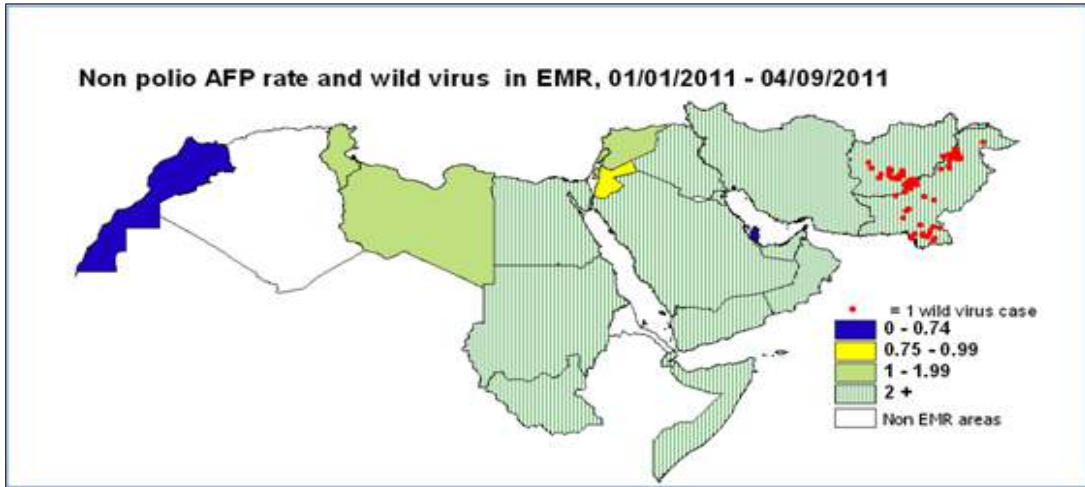 Non polio AFP rate and wild virus in EMR, 01/01/2011 - 04/09/2011
= 1 wild virus case
0 - 0.74
0.75 - 0.99
1 - 1.99
2 +
Non EMR areas